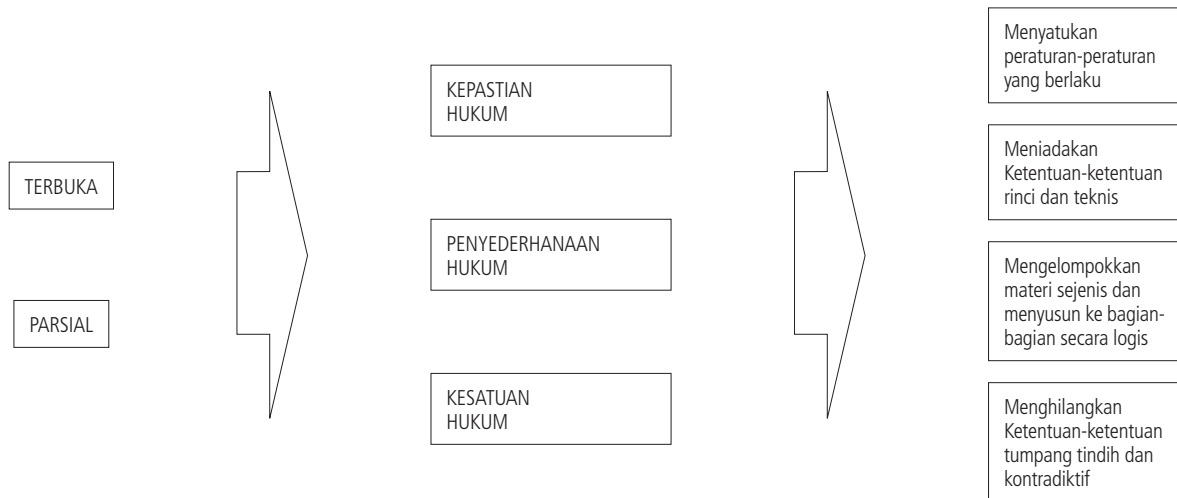 TERBUKA
PARSIAL
KEPASTIAN
HUKUM
PENYEDERHANAAN
HUKUM
KESATUAN
HUKUM
Menyatukan
peraturan-peraturan
yang berlaku
Meniadakan
Ketentuan-ketentuan
rinci dan teknis
Mengelompokkan
materi sejenis dan
menyusun ke bagian-
bagian secara logis
Menghilangkan
Ketentuan-ketentuan
tumpang tindih dan
kontradiktif